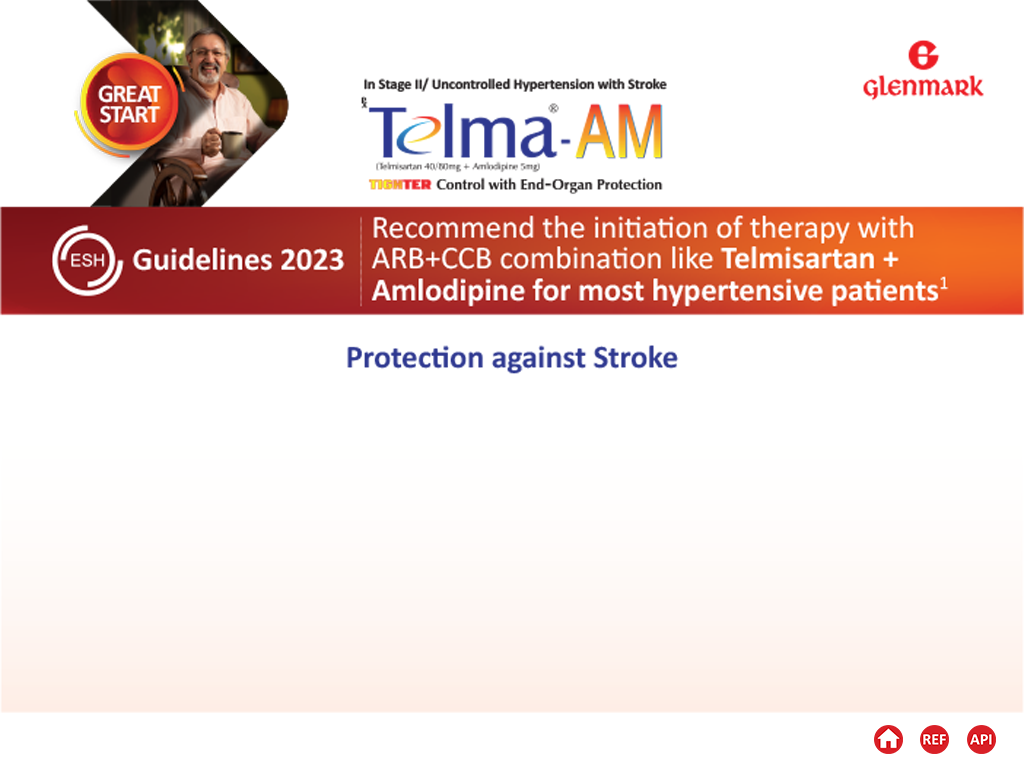 GREAT
START
In Stage II/ Uncontrolled Hypertension with Stroke
Telma®-AM
(Telmisartan 40/80mg + Amlodipine 5mg)
TIGHTER Control with End-Organ Protection
GLENMARK
ESH Guidelines 2023
Recommend the initiation of therapy with
ARB+CCB combination like Telmisartan +
Amlodipine for most hypertensive patients1
Protection against Stroke
REF
API